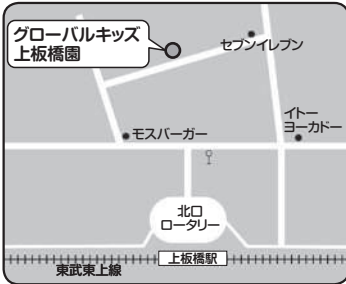 グローバルキッズ
上板橋園
セブンイレブン
モスバーガー
イトー
ヨーカドー
北口
ロータリー
上板橋駅
東武東上線